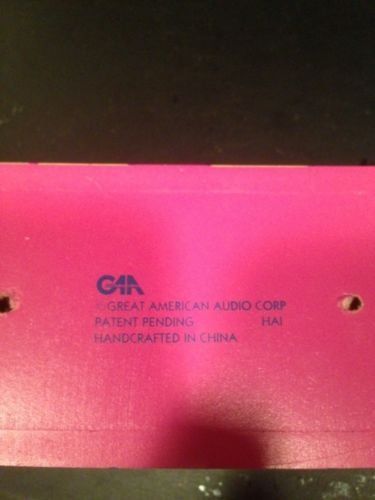 GAA
©GREAT AMERICAN AUDIO CORP
PATENT PENDING HAI
HANDCRAFTED IN CHINA